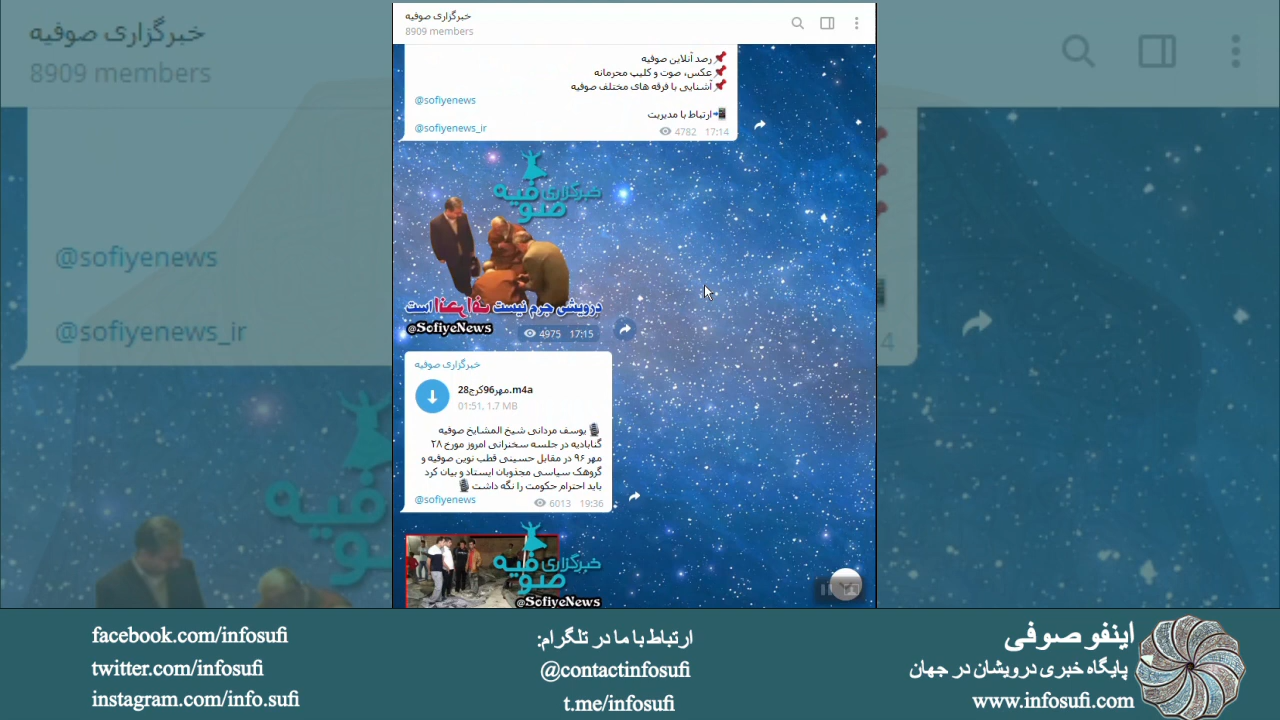 خبرگزاری صوفیه
8909 members
رصد آنلاین صوفیه
عکس، صوت و کلیپ محرمانه
آشنایی با فرقه های مختلف صوفیه
@sofiyenews
ارتباط با مدیریت
@sofiyenews_ir
4782 17:14
خبرگزاری صوفیه
درویشی جرم نیست است
@SofiyeNews
4975 17:15
خبرگزاری صوفیه
28مهر96کرج.m4a
01:51, 1.7 MB
یوسف مردانی شیخ المشایخ صوفیه
گنابادیه در جلسه سخنرانی امروز مورخ ۲۸
مهر ۹۶ در مقابل حسینی قطب نوین صوفیه و
گروهک سیاسی مجذوبان ایستاد و بیان کرد
باید احترام حکومت را نگه داشت
@sofiyenews
6013 19:36
خبرگزاری صوفیه
@SofiyeNews
facebook.com/infosufi
twitter.com/infosufi
instagram.com/info.sufi
ارتباط با ما در تلگرام:
@contactinfosufi
t.me/infosufi
اینفو صوفی
پایگاه خبری درویشان در جهان
www.infosufi.com
خبرگزاری صوفیه
8909 members
@sofiyenews
@sofiyenews_ir